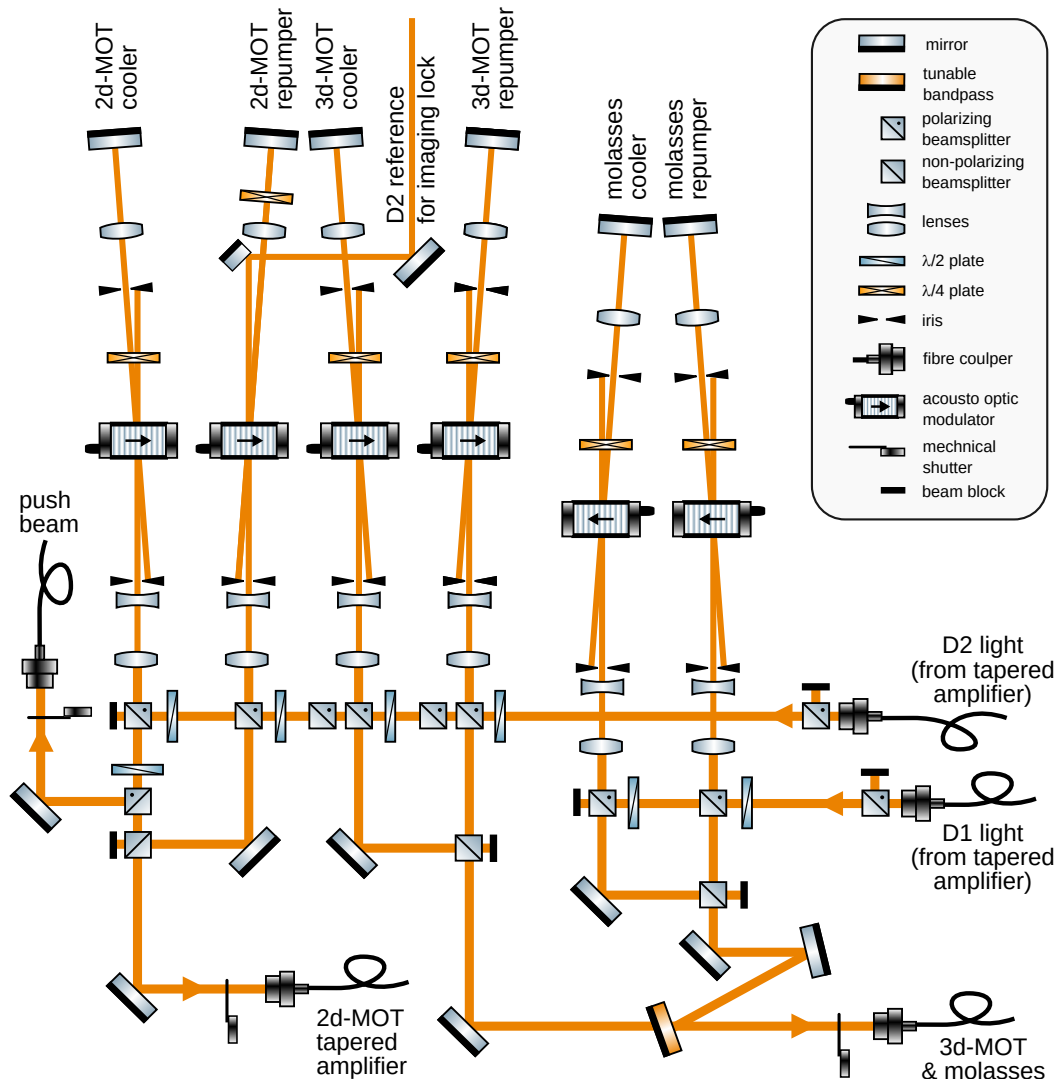 2d-MOT
cooler
2d-MOT
repumper
3d-MOT
cooler
D2 reference
for imaging lock
3d-MOT
repumper
molasses
cooler
molasses
repumper
mirror
tunable
bandpass
polarizing
beamsplitter
non-polarizing
beamsplitter
lenses
λ/2 plate
λ/4 plate
iris
fibre coulper
acousto optic
modulator
mechnical
shutter
beam block
push
beam
D2 light
(from tapered
amplifier)
D1 light
(from tapered
amplifier)
2d-MOT
tapered
amplifier
3d-MOT
& molasses